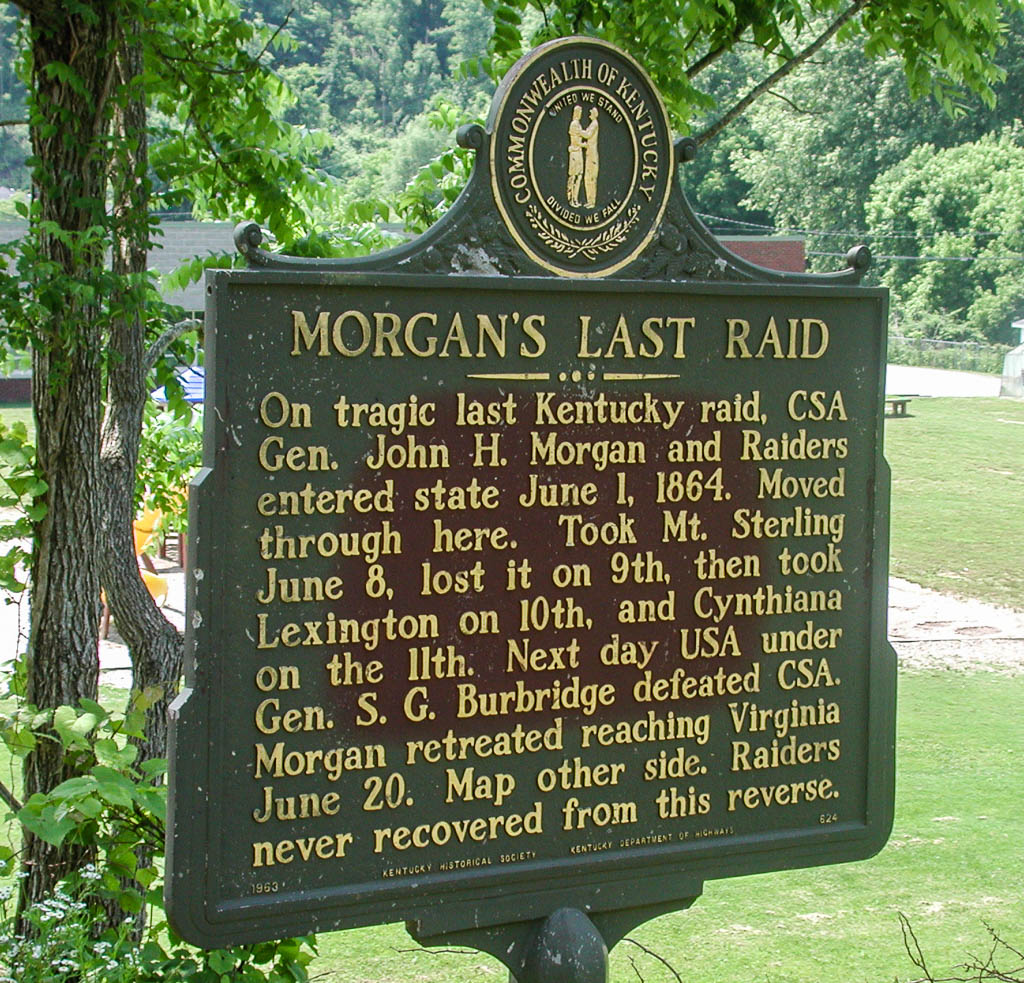 COMMONWEALTH OF KENTUCKY
UNITED WE STAND
DIVIDED WE FALL
MORGAN'S LAST RAID
On tragic last Kentucky raid, CSA
Gen. John H. Morgan and Raiders
entered state June 1, 1864. Moved
through here. Took Mt. Sterling
June 8, lost it on 9th, then took
Lexington on 10th, and Cynthiana
on the 11th. Next day USA under
Gen. S. G. Burbridge defeated CSA.
Morgan retreated reaching Virginia
June 20. Map other side. Raiders
never recovered from this reverse.
1963 KENTUCKY HISTORICAL SOCIETY KENTUCKY DEPARTMENT OF HIGHWAYS 624